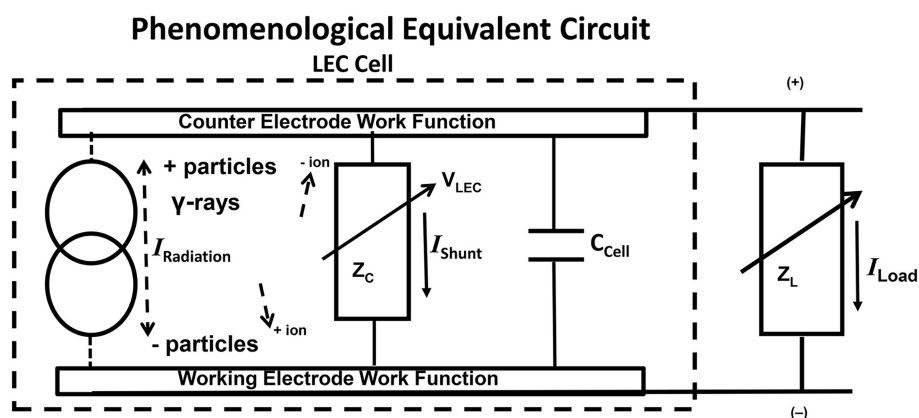 Phenomenological Equivalent Circuit
LEC Cell
(+)
Counter Electrode Work Function
+ particles
γ-rays
- ion
V_LEC
I_Radiation
I_Shunt
Z_C
C_Cell
Z_L
I_Load
+ ion
- particles
Working Electrode Work Function
(–)